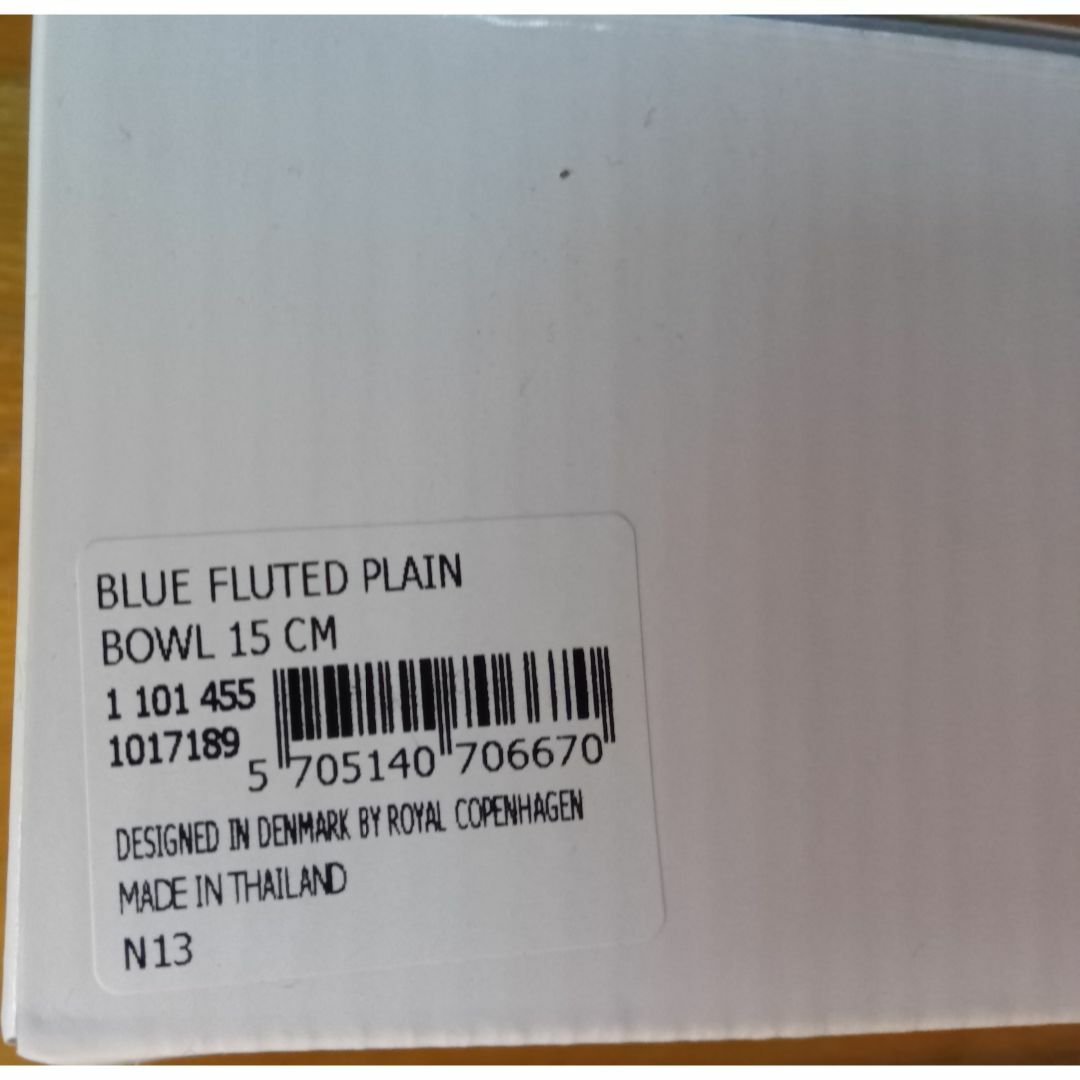 BLUE FLUTED PLAIN
BOWL 15 CM
1 101 455
1017189
5 705140 706670
DESIGNED IN DENMARK BY ROYAL COPENHAGEN
MADE IN THAILAND
N13